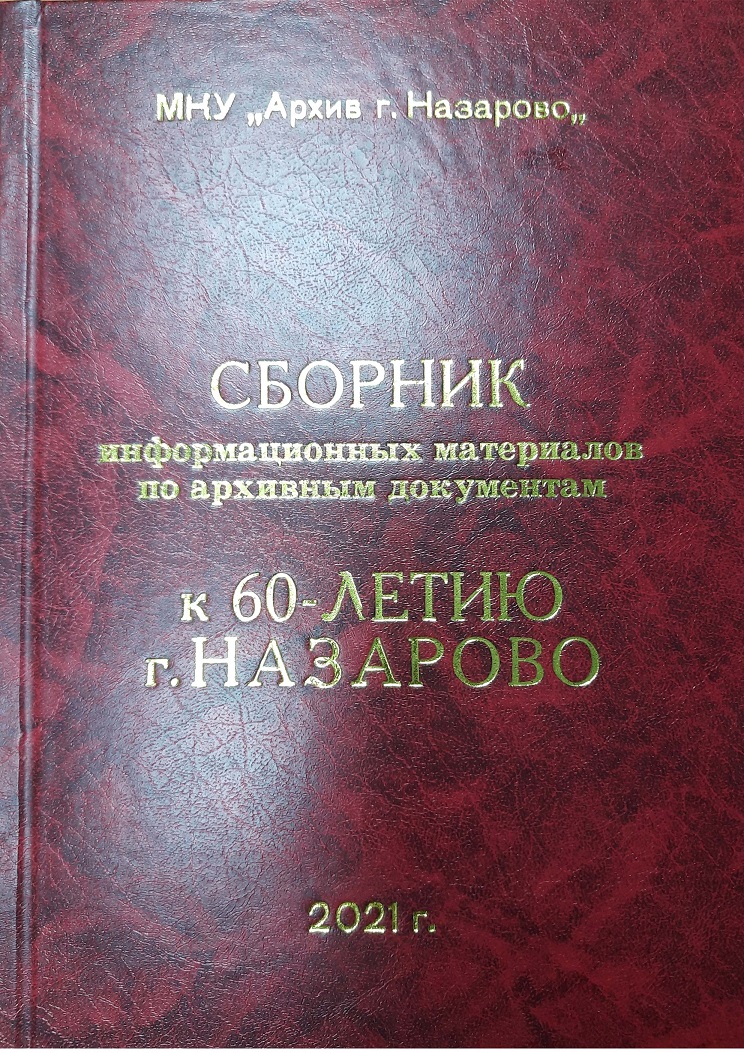 МКУ „Архив г. Назарово„
СБОРНИК
информационных материалов
по архивным документам
к 60-ЛЕТИЮ
г. НАЗАРОВО
2021 г.